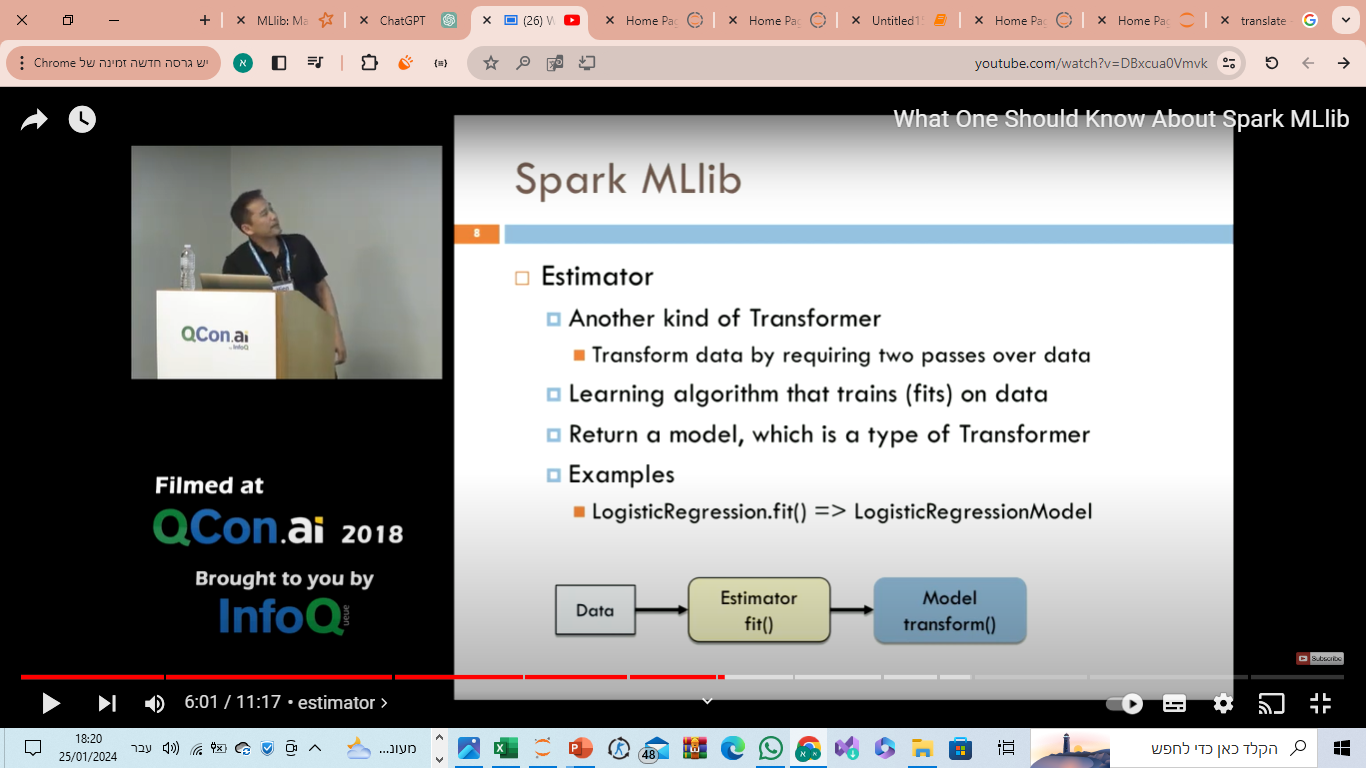 MLlib: Ma
ChatGPT
(26) W
Home Pag
Home Pag
Untitled1
Home Pag
Home Pag
translate -
יש גרסה חדשה זמינה של Chrome
youtube.com/watch?v=DBxcua0Vmvk
What One Should Know About Spark MLlib
Spark MLlib
8
Estimator
Another kind of Transformer
Transform data by requiring two passes over data
Learning algorithm that trains (fits) on data
Return a model, which is a type of Transformer
Examples
LogisticRegression.fit() => LogisticRegressionModel
Data
Estimator
fit()
Model
transform()
QCon.ai
by InfoQ
Filmed at
QCon.ai 2018
Brought to you by
InfoQ
Subscribe
6:01 / 11:17 • estimator
18:20
25/01/2024
עבר
מעונ...
48
הקלד כאן כדי לחפש